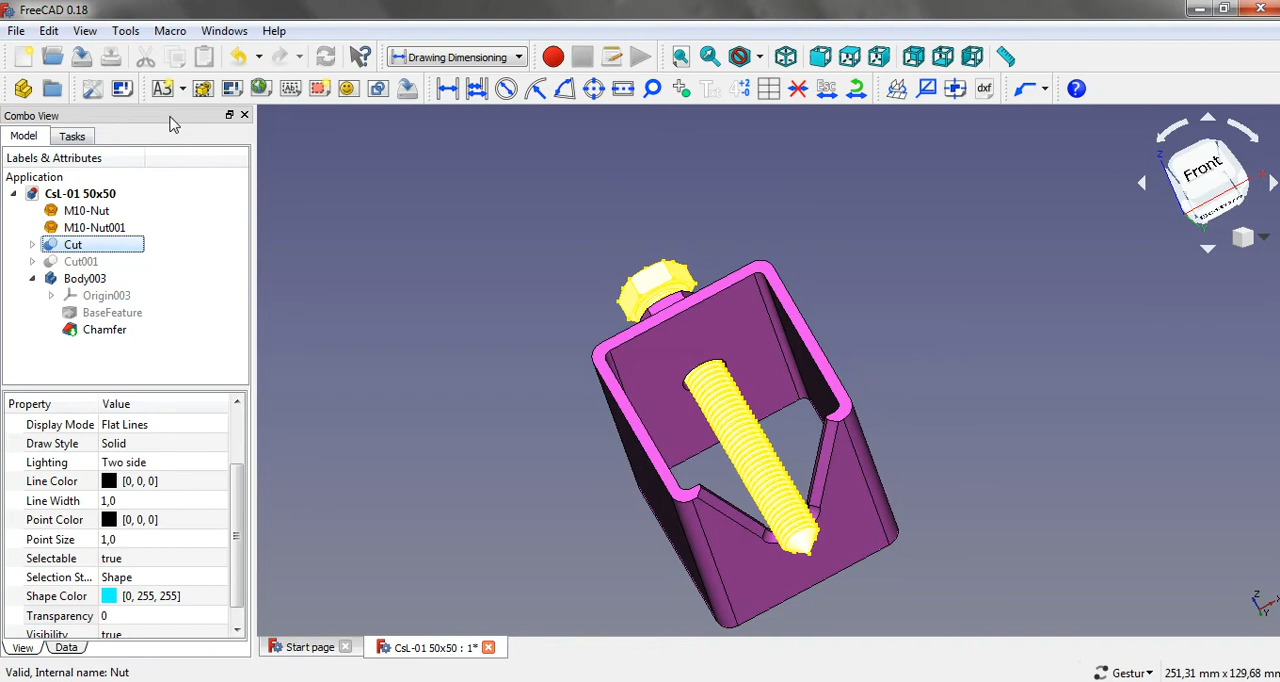 FreeCAD 0.18
File Edit View Tools Macro Windows Help
Drawing Dimensioning
Esc dxf
Combo View
Model Tasks
Labels & Attributes
Application
CsL-01 50x50
M10-Nut
M10-Nut001
Cut
Cut001
Body003
Origin003
BaseFeature
Chamfer
Property Value
Display Mode Flat Lines
Draw Style Solid
Lighting Two side
Line Color [0, 0, 0]
Line Width 1,0
Point Color [0, 0, 0]
Point Size 1,0
Selectable true
Selection St... Shape
Shape Color [0, 255, 255]
Transparency 0
Visibility true
View Data
Front
Z
X
Z
Y
Start page CsL-01 50x50 : 1*
Valid, Internal name: Nut
Gestur 251,31 mm x 129,68 mm